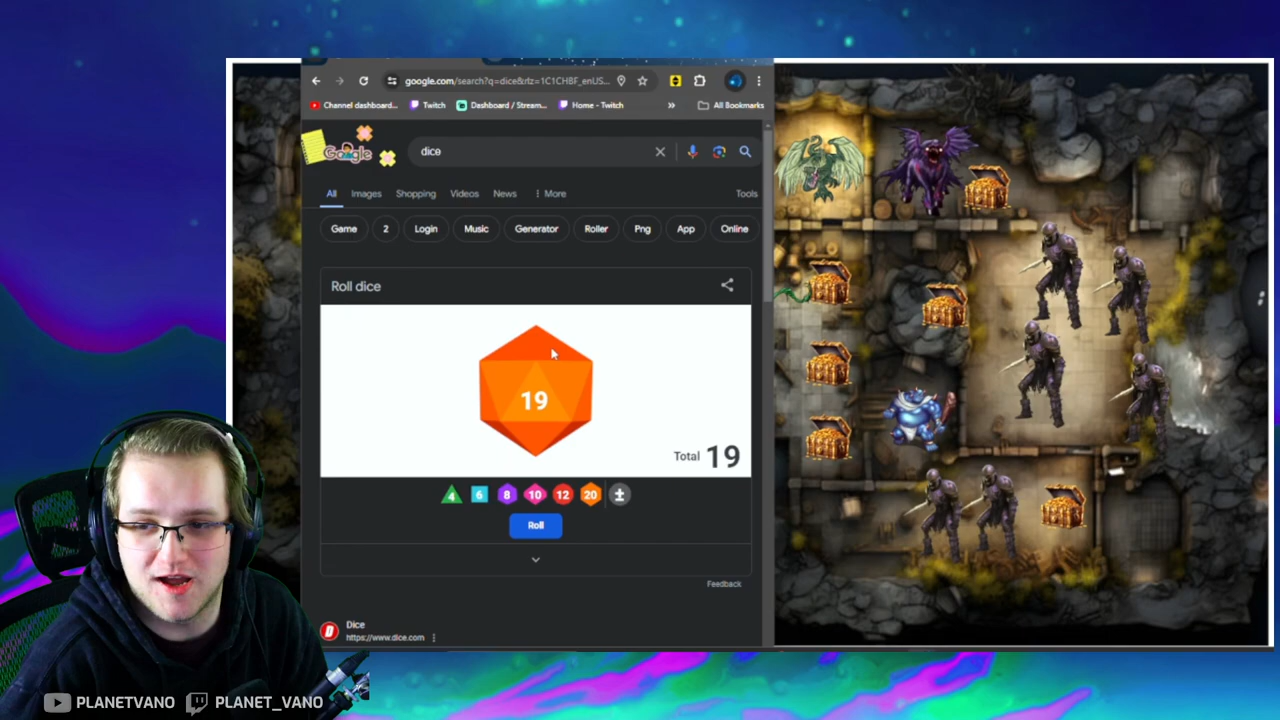 google.com/search?q=dice&rlz=1C1CHBF_enUS...
Channel dashboard... Twitch Dashboard / Stream... Home - Twitch » All Bookmarks
Google
dice
All Images Shopping Videos News More Tools
Game 2 Login Music Generator Roller Png App Online
Roll dice
19
Total 19
4 6 8 10 12 20 ±
Roll
Feedback
D
Dice
https://www.dice.com
PLANETVANO PLANET_VANO